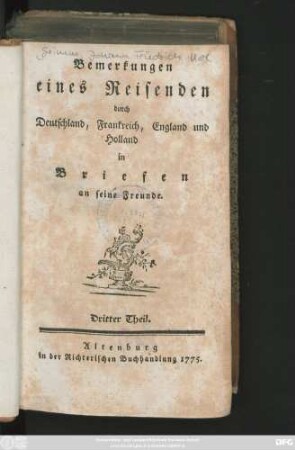 Bemerkungen
eines Reisenden
durch
Deutschland, Frankreich, England und
Holland
in
Briefen
an seine Freunde.
Dritter Theil.
Altenburg
in der Richterischen Buchhandlung 1775.